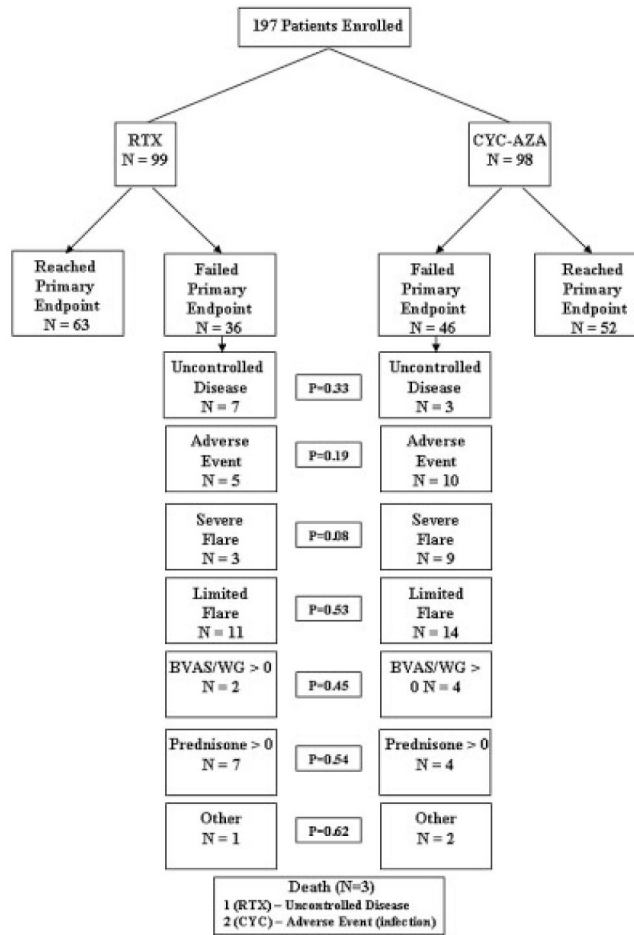 197 Patients Enrolled
RTX
N = 99
CYC-AZA
N = 98
Reached
Primary
Endpoint
N = 63
Failed
Primary
Endpoint
N = 36
Failed
Primary
Endpoint
N = 46
Reached
Primary
Endpoint
N = 52
Uncontrolled
Disease
N = 7
P=0.33
Uncontrolled
Disease
N = 3
Adverse
Event
N = 5
P=0.19
Adverse
Event
N = 10
Severe
Flare
N = 3
P=0.08
Severe
Flare
N = 9
Limited
Flare
N = 11
P=0.53
Limited
Flare
N = 14
BVAS/WG > 0
N = 2
P=0.45
BVAS/WG >
0 N = 4
Prednisone > 0
N = 7
P=0.54
Prednisone > 0
N = 4
Other
N = 1
P=0.62
Other
N = 2
Death (N=3)
1 (RTX) – Uncontrolled Disease
2 (CYC) – Adverse Event (infection)